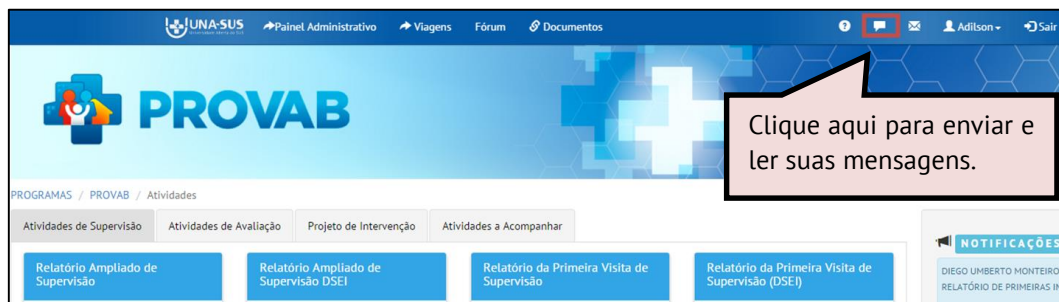 UNA-SUS Painel Administrativo Viagens Fórum Documentos Adilson Sair
PROVAB
Clique aqui para enviar e
ler suas mensagens.
PROGRAMAS / PROVAB / Atividades
Atividades de Supervisão Atividades de Avaliação Projeto de Intervenção Atividades a Acompanhar
NOTIFICAÇÕES
Relatório Ampliado de
Supervisão
Relatório Ampliado de
Supervisão DSEI
Relatório da Primeira Visita de
Supervisão
Relatório da Primeira Visita de
Supervisão (DSEI)
DIEGO UMBERTO MONTEIRO
RELATÓRIO DE PRIMEIRAS